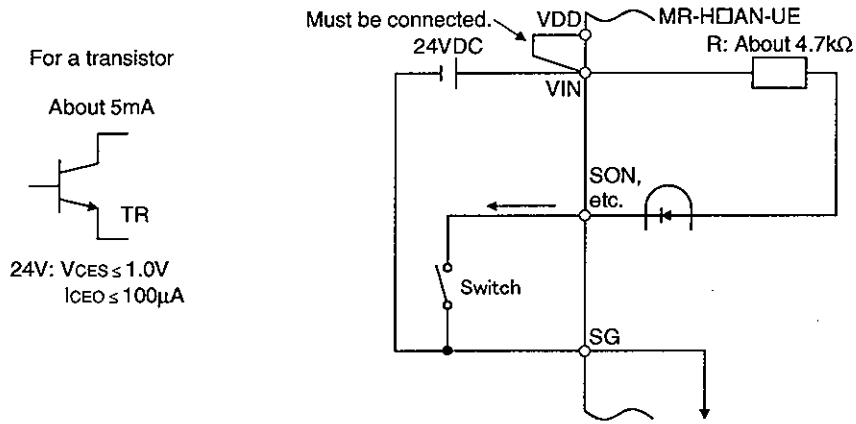 Must be connected.
VDD
MR-H□AN-UE
24VDC
R: About 4.7kΩ
For a transistor
VIN
About 5mA
SON,
etc.
TR
24V: VCES ≤ 1.0V
ICEO ≤ 100μA
Switch
SG